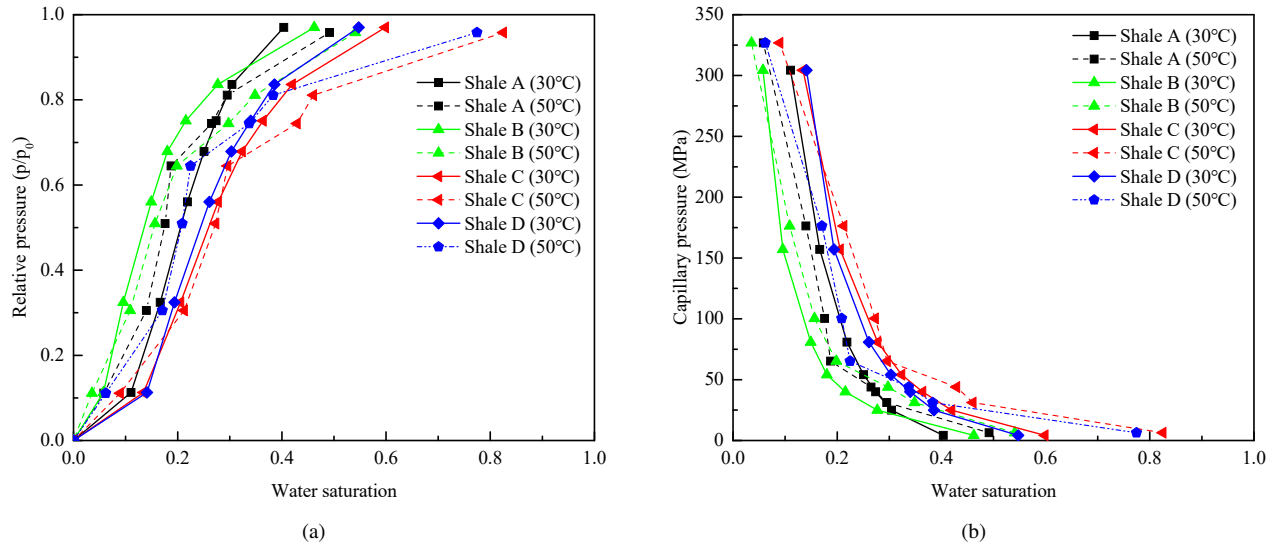 1.0
0.8
0.6
0.4
0.2
0.0
0.0
0.2
0.4
0.6
0.8
1.0
Relative pressure (p/p₀)
Water saturation
Shale A (30°C)
Shale A (50°C)
Shale B (30°C)
Shale B (50°C)
Shale C (30°C)
Shale C (50°C)
Shale D (30°C)
Shale D (50°C)
(a)
350
300
250
200
150
100
50
0
0.0
0.2
0.4
0.6
0.8
1.0
Capillary pressure (MPa)
Water saturation
Shale A (30°C)
Shale A (50°C)
Shale B (30°C)
Shale B (50°C)
Shale C (30°C)
Shale C (50°C)
Shale D (30°C)
Shale D (50°C)
(b)